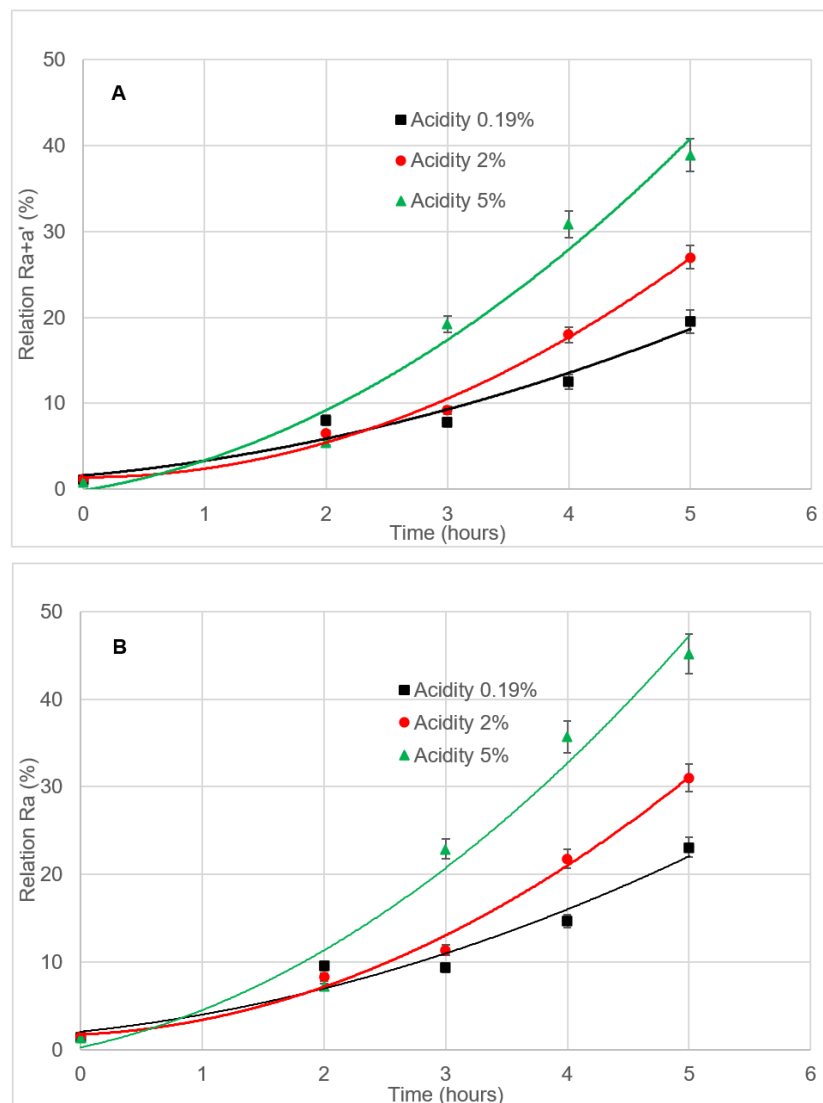 50
A
Acidity 0.19%
40
Acidity 2%
Acidity 5%
30
Relation Ra+a' (%)
20
10
0
0 1 2 3 4 5 6
Time (hours)
50
B
Acidity 0.19%
40
Acidity 2%
Acidity 5%
30
Relation Ra (%)
20
10
0
0 1 2 3 4 5 6
Time (hours)